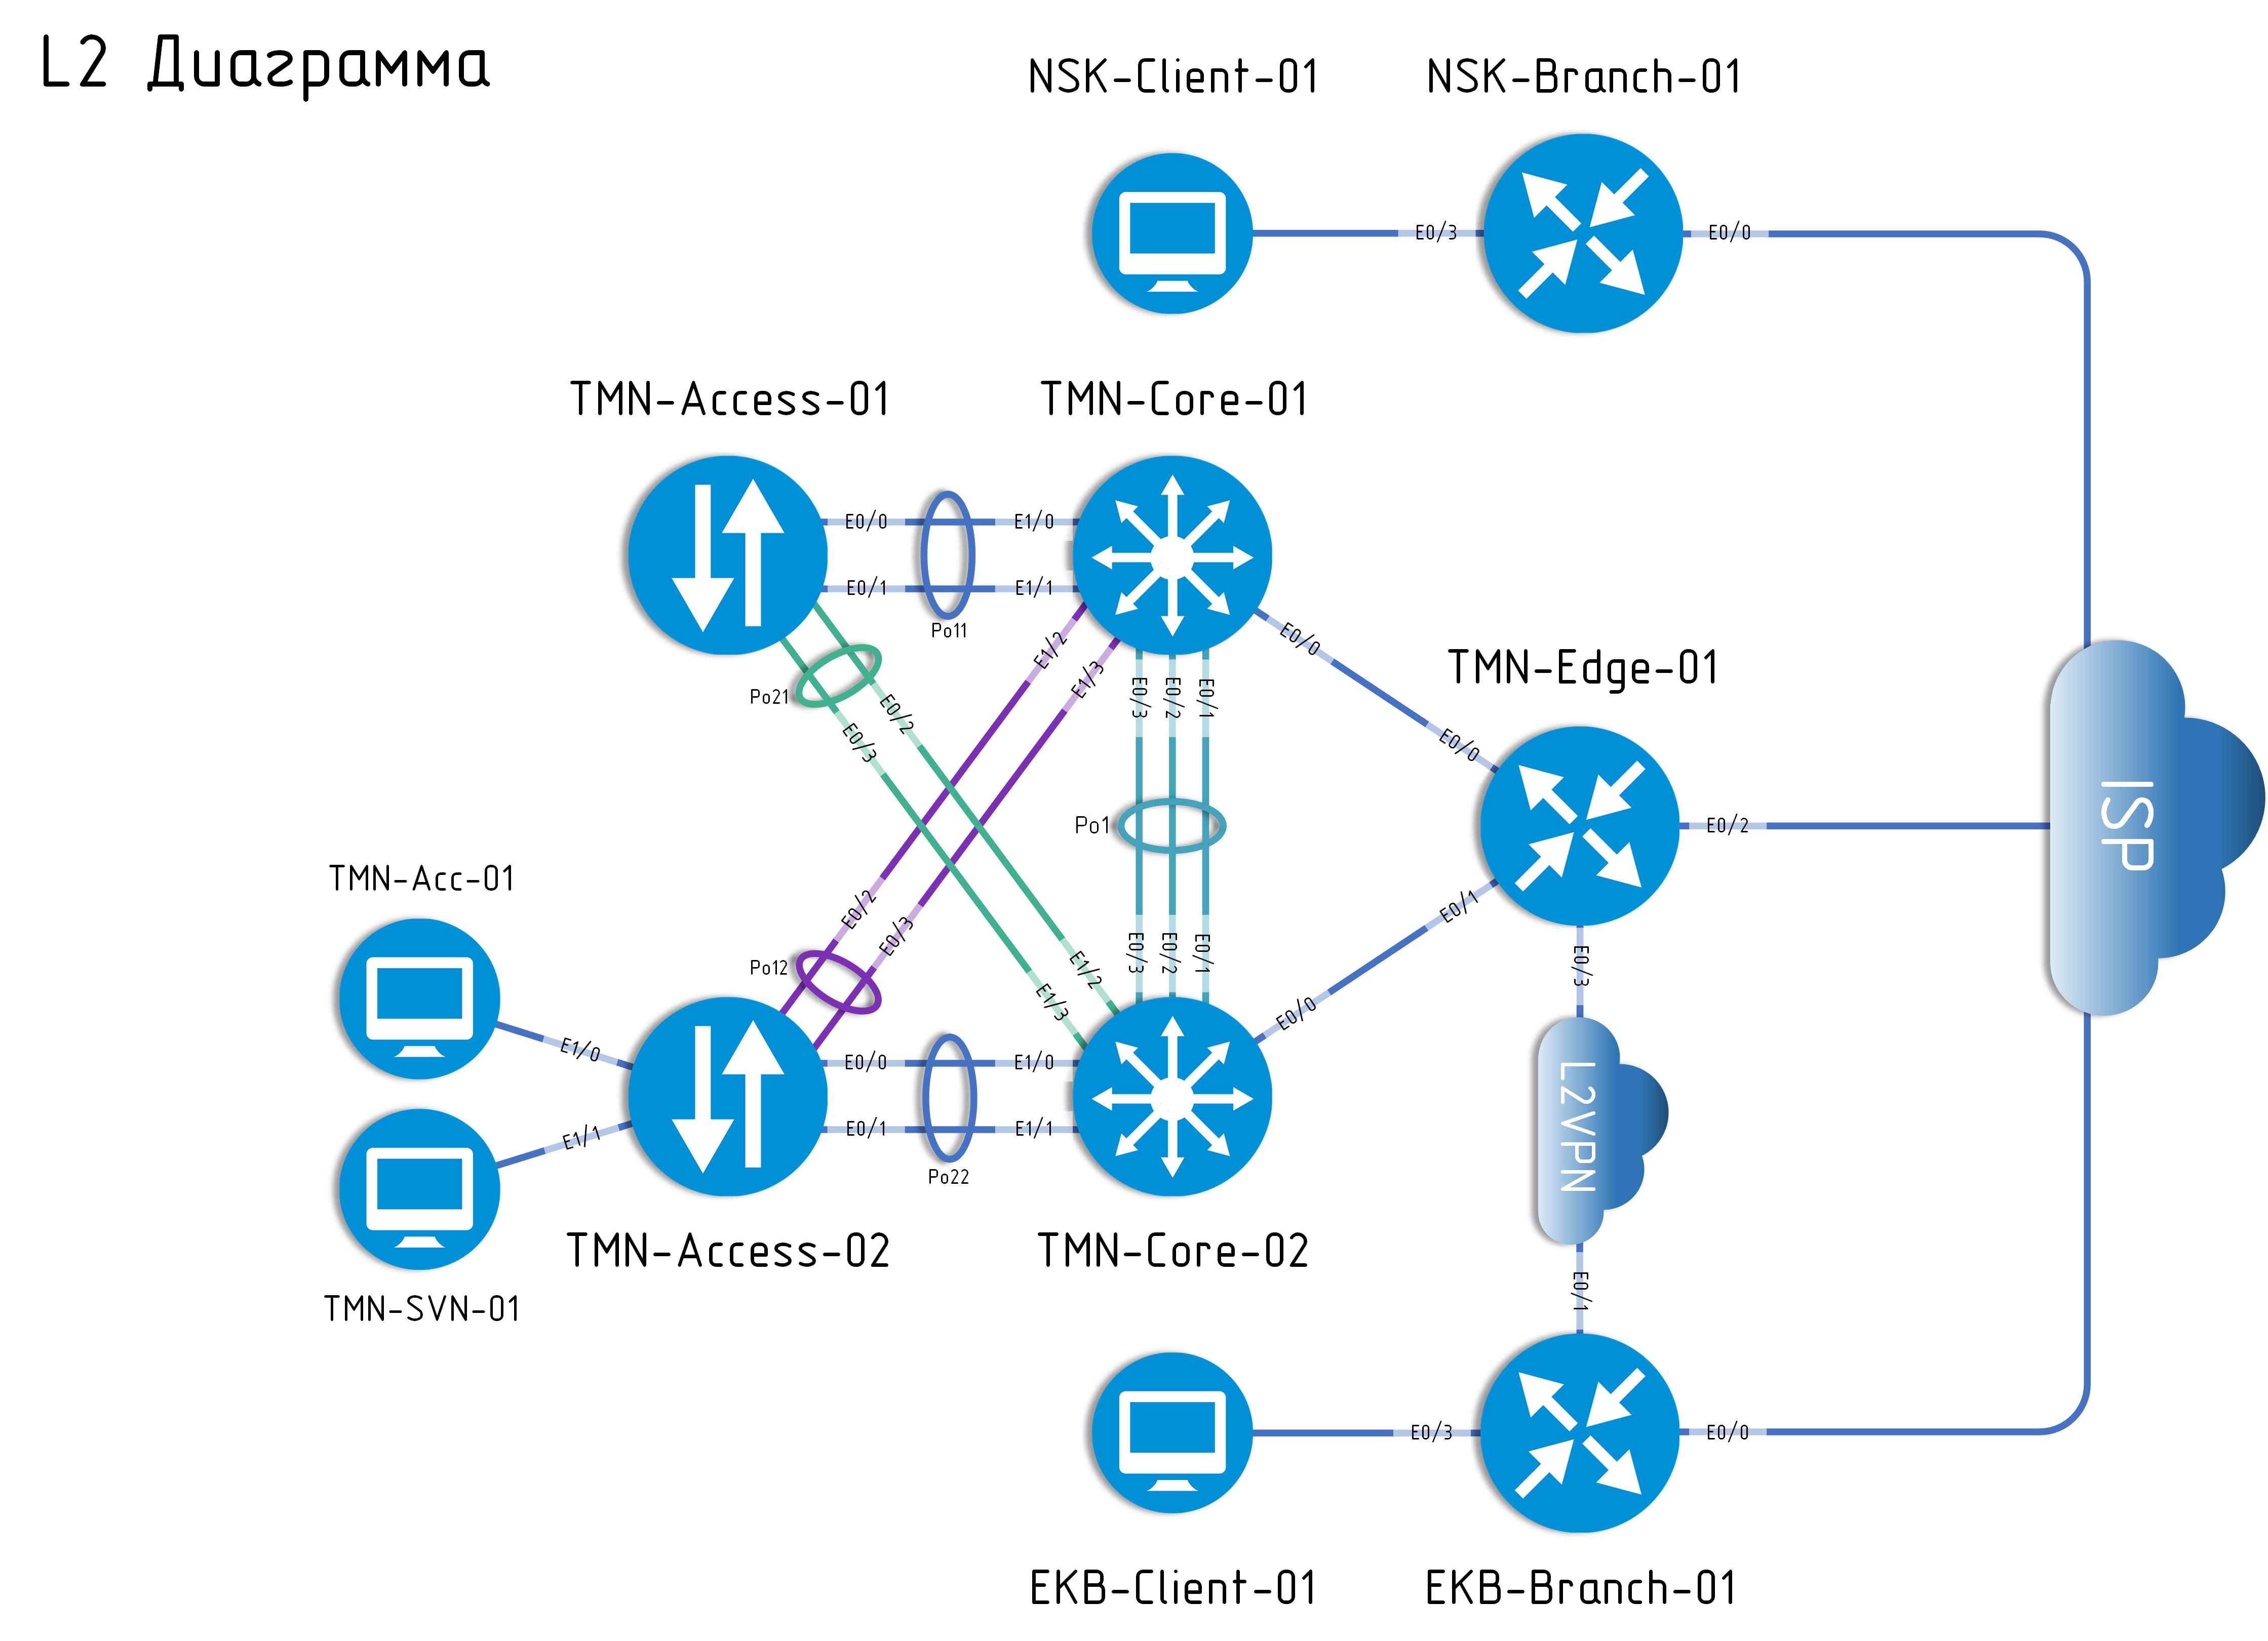 L2 Диаграмма
NSK-Client-01
NSK-Branch-01
E0/3
E0/0
TMN-Access-01
TMN-Core-01
E0/0
E1/0
E0/1
E1/1
Po11
E1/2
E1/3
E0/0
TMN-Edge-01
Po21
E0/2
E0/3
E0/3
E0/2
E0/1
E0/0
Po1
E0/2
ISP
TMN-Acc-01
E0/2
E0/3
E0/1
Po12
E1/2
E1/3
E0/3
E0/2
E0/1
E0/3
E0/0
E1/0
E0/0
E1/0
E1/1
E0/1
E1/1
L2VPN
Po22
TMN-Access-02
TMN-Core-02
TMN-SVN-01
E0/1
E0/3
E0/0
EKB-Client-01
EKB-Branch-01